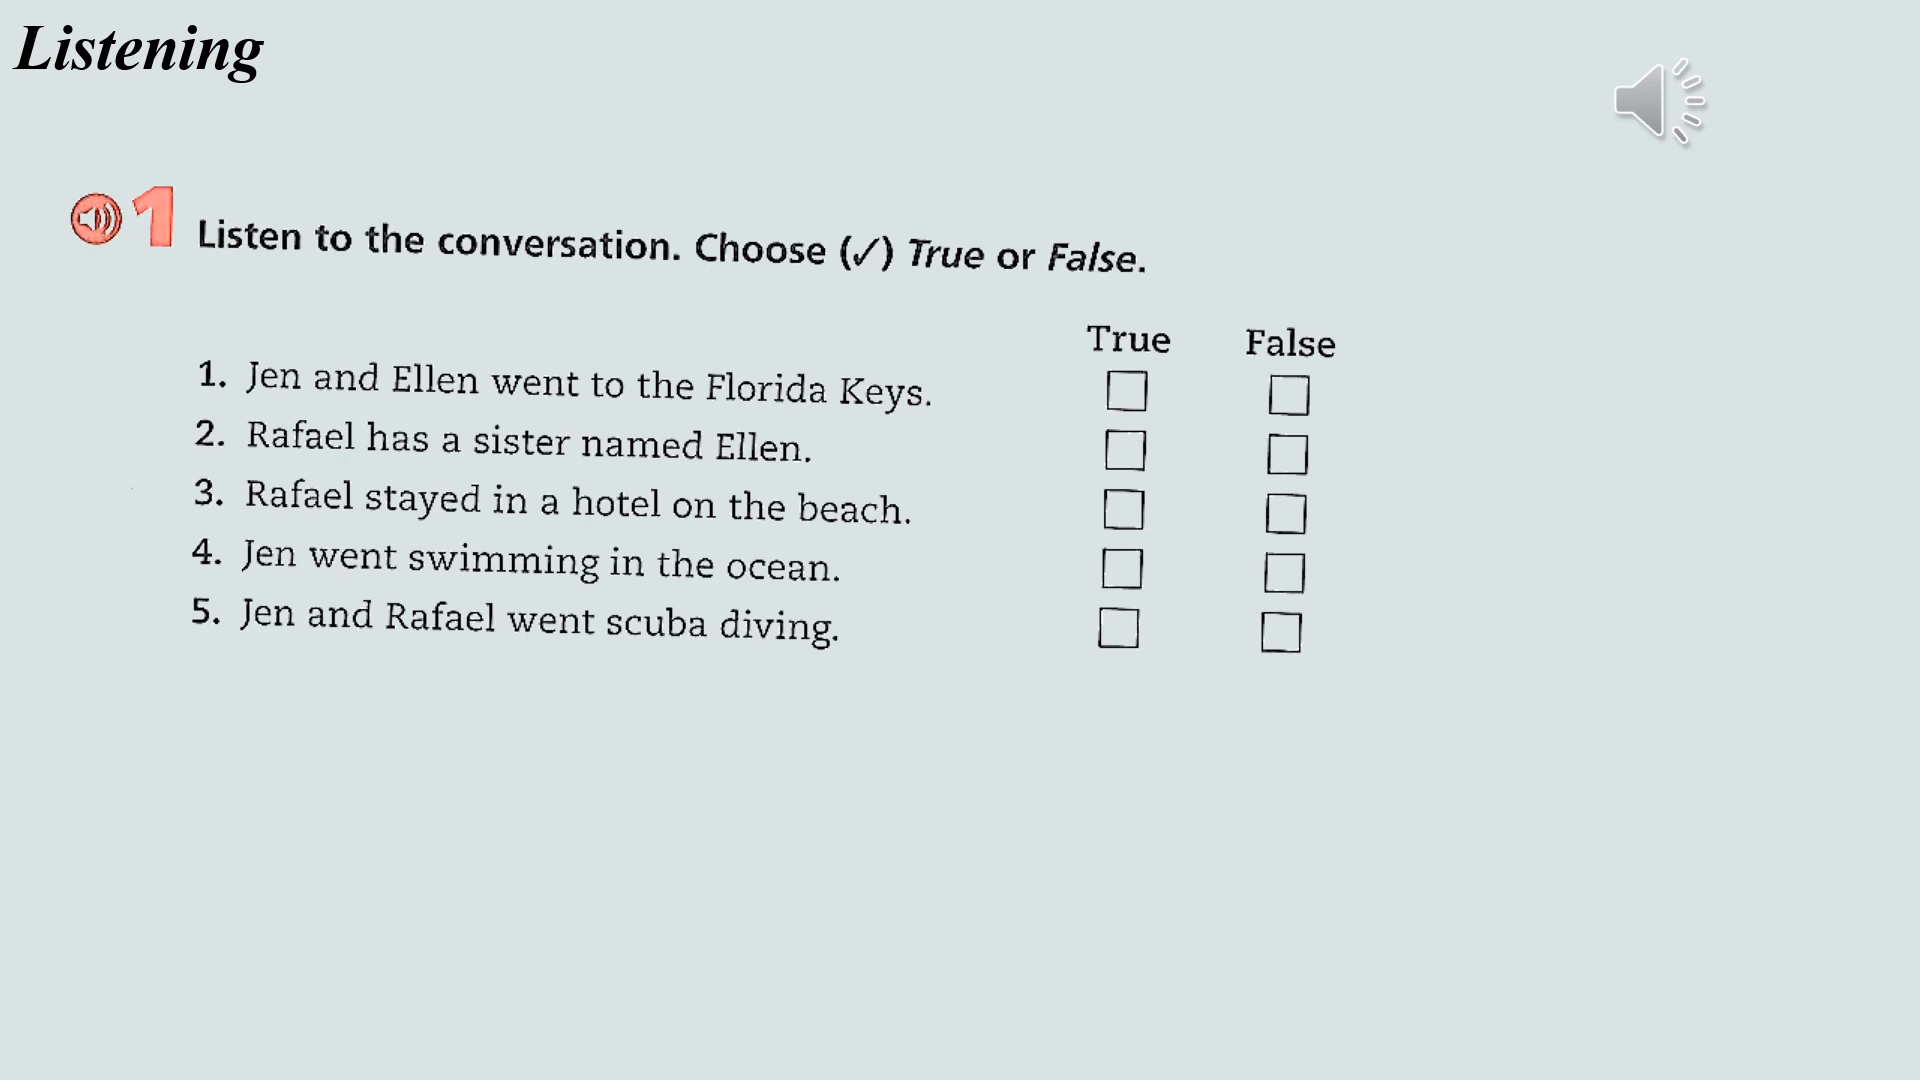 Listening
1 Listen to the conversation. Choose (✓) True or False.
True False
1. Jen and Ellen went to the Florida Keys.
2. Rafael has a sister named Ellen.
3. Rafael stayed in a hotel on the beach.
4. Jen went swimming in the ocean.
5. Jen and Rafael went scuba diving.